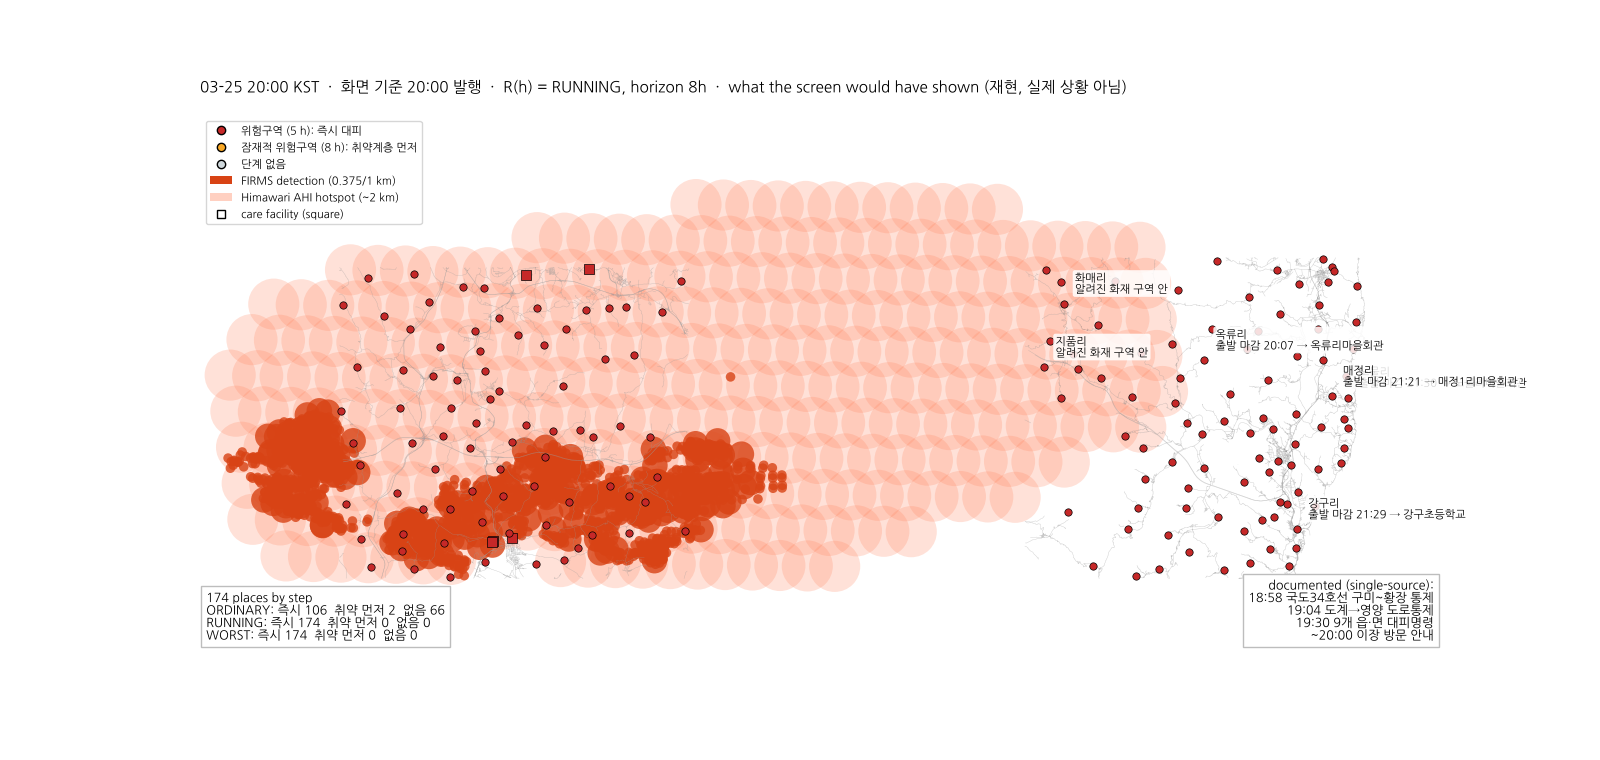 03-25 20:00 KST · 화면 기준 20:00 발행 · R(h) = RUNNING, horizon 8h · what the screen would have shown (재현, 실제 상황 아님)
위험구역 (5 h): 즉시 대피
잠재적 위험구역 (8 h): 취약계층 먼저
단계 없음
FIRMS detection (0.375/1 km)
Himawari AHI hotspot (~2 km)
care facility (square)
화매리
알려진 화재 구역 안
지품리
알려진 화재 구역 안
옥류리
출발 마감 20:07 → 옥류리마을회관
매정리
출발 마감 21:21 → 매정1리마을회관
강구리
출발 마감 21:29 → 강구초등학교
174 places by step
ORDINARY: 즉시 106 취약 먼저 2 없음 66
RUNNING: 즉시 174 취약 먼저 0 없음 0
WORST: 즉시 174 취약 먼저 0 없음 0
documented (single-source):
18:58 국도34호선 구미~황장 통제
19:04 도계→영양 도로통제
19:30 9개 읍·면 대피명령
~20:00 이장 방문 안내